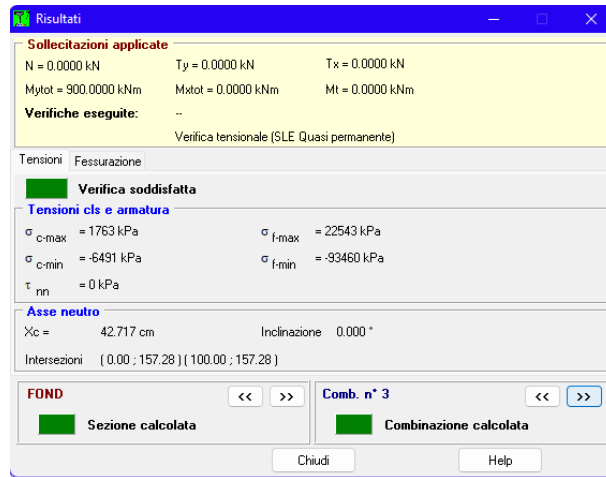 Risultati
Sollecitazioni applicate
N = 0.0000 kN Ty = 0.0000 kN Tx = 0.0000 kN
Mytot = 900.0000 kNm Mxtot = 0.0000 kNm Mt = 0.0000 kNm
Verifiche eseguite: --
Verifica tensionale (SLE Quasi permanente)
Tensioni Fessurazione
Verifica soddisfatta
Tensioni cls e armatura
σ c-max = 1763 kPa σ f-max = 22543 kPa
σ c-min = -6491 kPa σ f-min = -93460 kPa
τ nn = 0 kPa
Asse neutro
Xc = 42.717 cm Inclinazione 0.000 °
Intersezioni ( 0.00 ; 157.28 ) ( 100.00 ; 157.28 )
FOND << >> Comb. n° 3 << >>
Sezione calcolata Combinazione calcolata
Chiudi Help